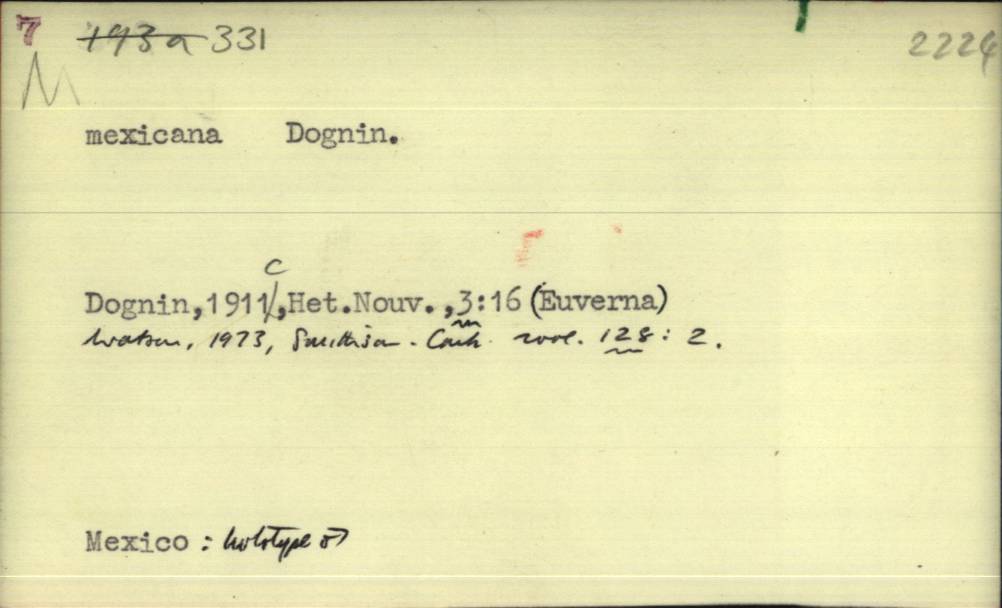 7 193a 331 2224
M
mexicana Dognin.
c
Dognin,1911,Het.Nouv.,3:16 (Euverna)
Watson, 1973, Smithson. Contr. zool. 128: 2.
Mexico : holotype ♂